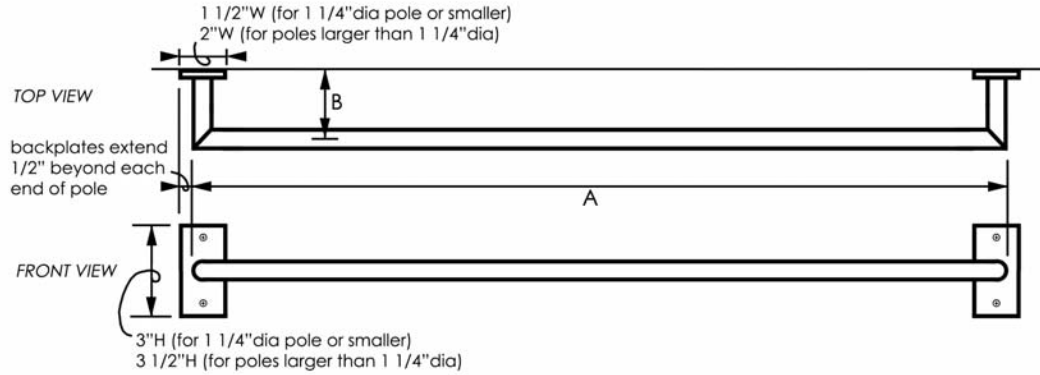 1 1/2”W (for 1 1/4”dia pole or smaller)
2”W (for poles larger than 1 1/4”dia)
TOP VIEW
B
backplates extend
1/2” beyond each
end of pole
A
FRONT VIEW
3”H (for 1 1/4”dia pole or smaller)
3 1/2”H (for poles larger than 1 1/4”dia)